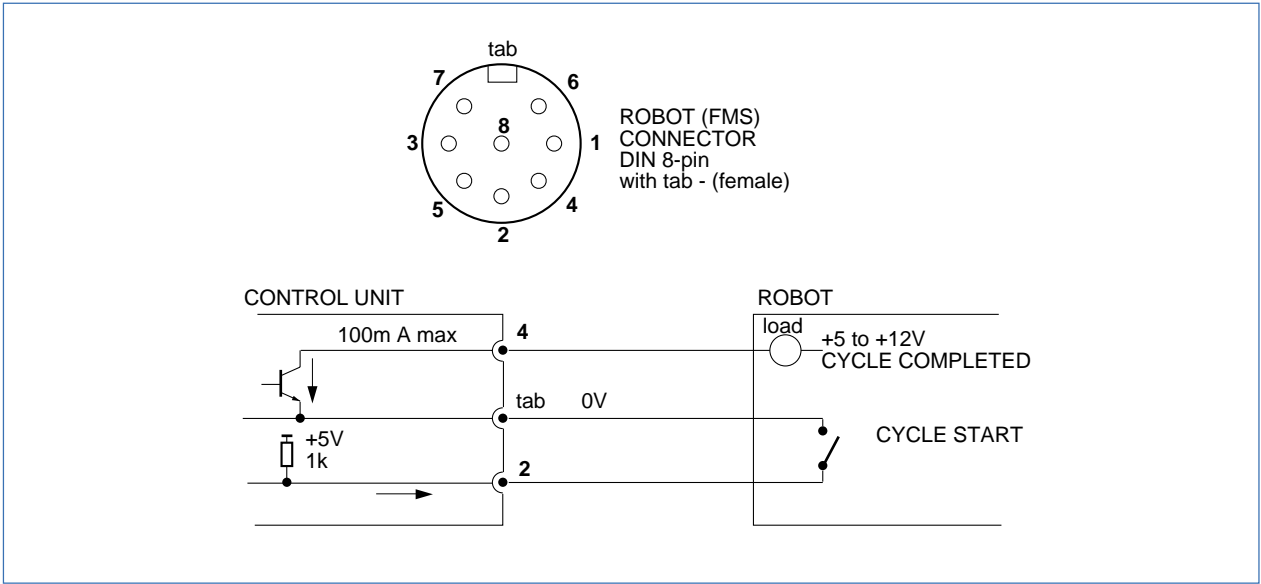 tab
7
6
8
3
1
ROBOT (FMS)
CONNECTOR
DIN 8-pin
with tab - (female)
5
4
2
CONTROL UNIT
ROBOT
100m A max
4
load
+5 to +12V
CYCLE COMPLETED
tab 0V
CYCLE START
+5V
1k
2